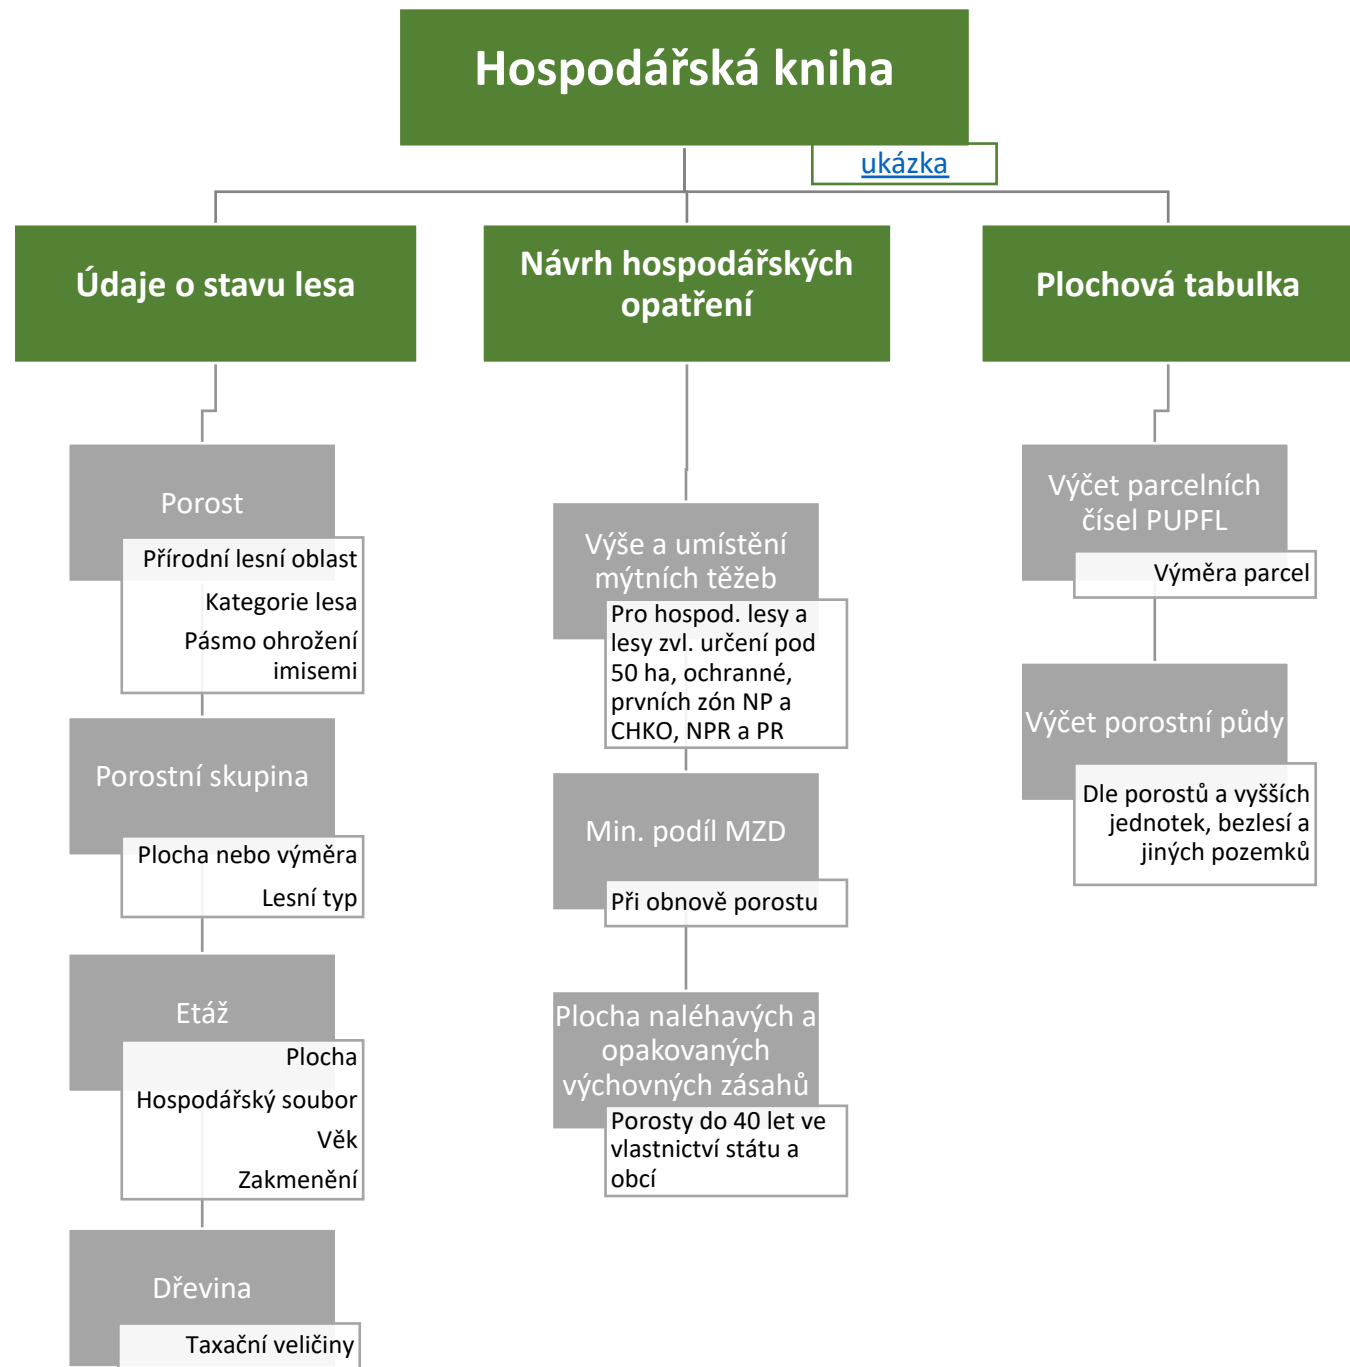 Hospodářská kniha
ukázka
Údaje o stavu lesa
Porost
Přírodní lesní oblast
Kategorie lesa
Pásmo ohrožení
imisemi
Porostní skupina
Plocha nebo výměra
Lesní typ
Etáž
Plocha
Hospodářský soubor
Věk
Zakmenění
Dřevina
Taxační veličiny
Návrh hospodářských
opatření
Výše a umístění
mýtních těžeb
Pro hospod. lesy a
lesy zvl. určení pod
50 ha, ochranné,
prvních zón NP a
CHKO, NPR a PR
Min. podíl MZD
Při obnově porostu
Plocha naléhavých a
opakovaných
výchovných zásahů
Porosty do 40 let ve
vlastnictví státu a
obcí
Plochová tabulka
Výčet parcelních
čísel PUPFL
Výměra parcel
Výčet porostní půdy
Dle porostů a vyšších
jednotek, bezlesí a
jiných pozemků